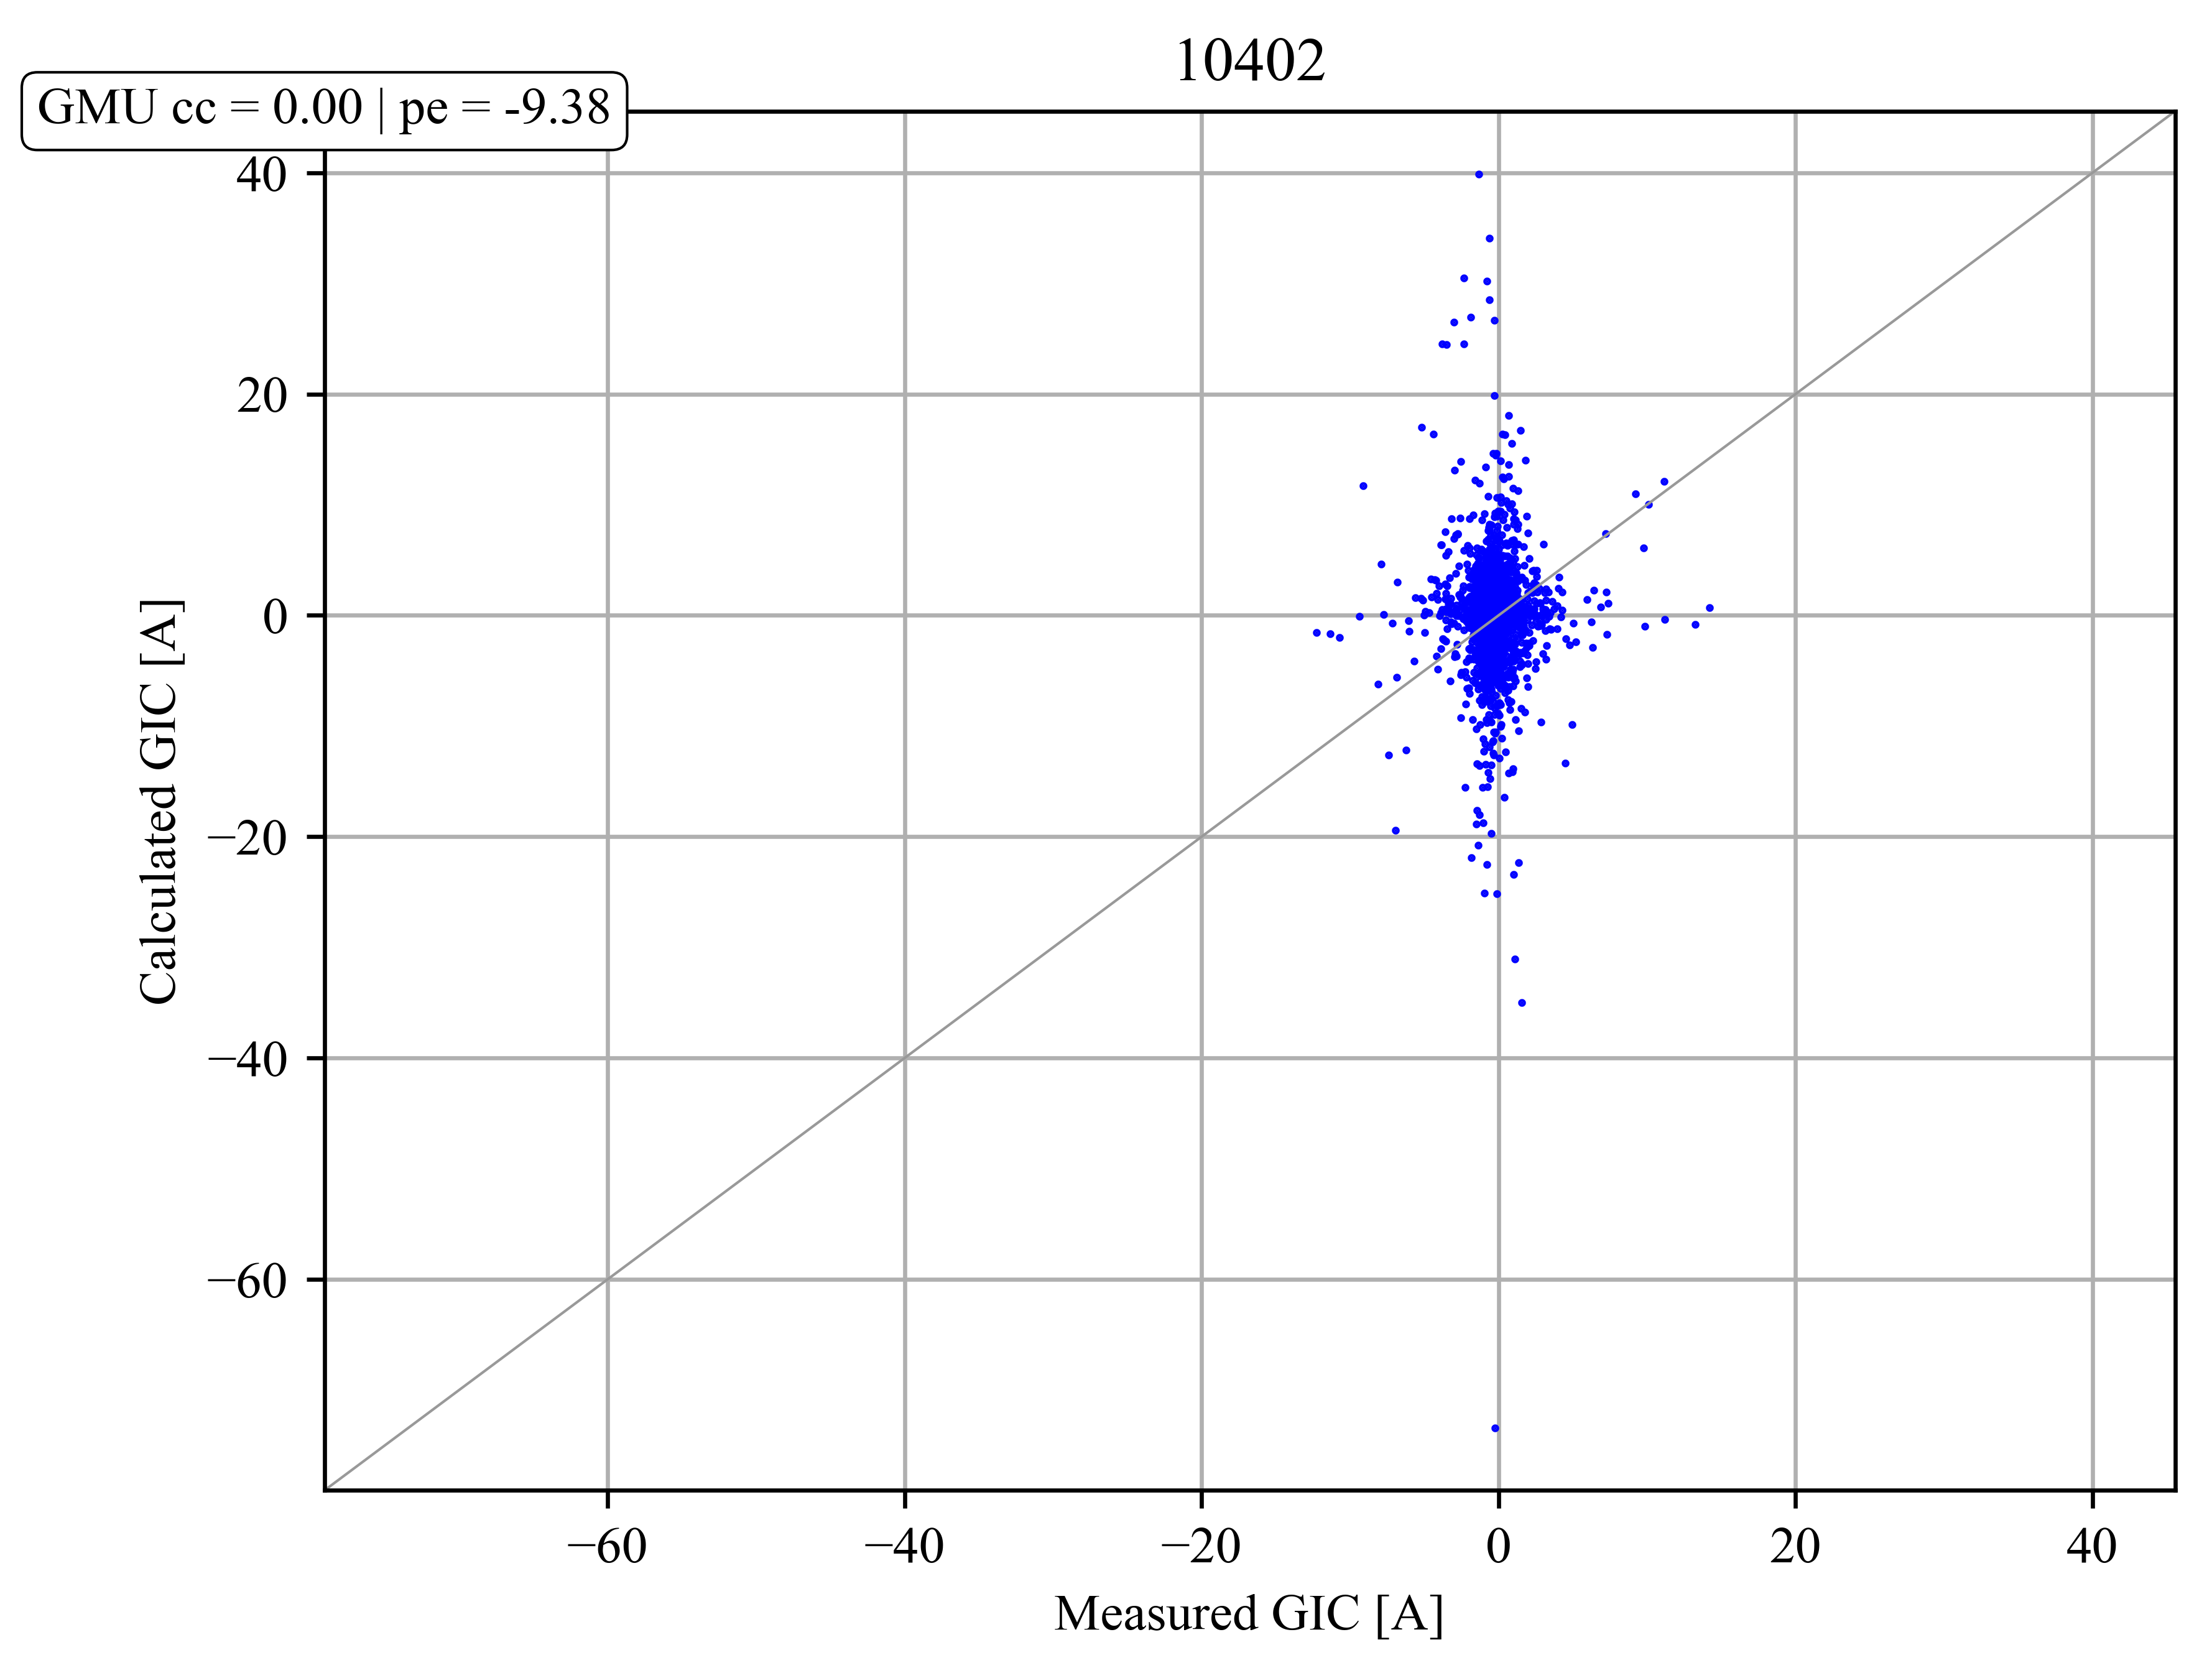 10402
GMU cc = 0.00 | pe = -9.38
40
20
0
−20
−40
−60
Calculated GIC [A]
−60 −40 −20 0 20 40
Measured GIC [A]